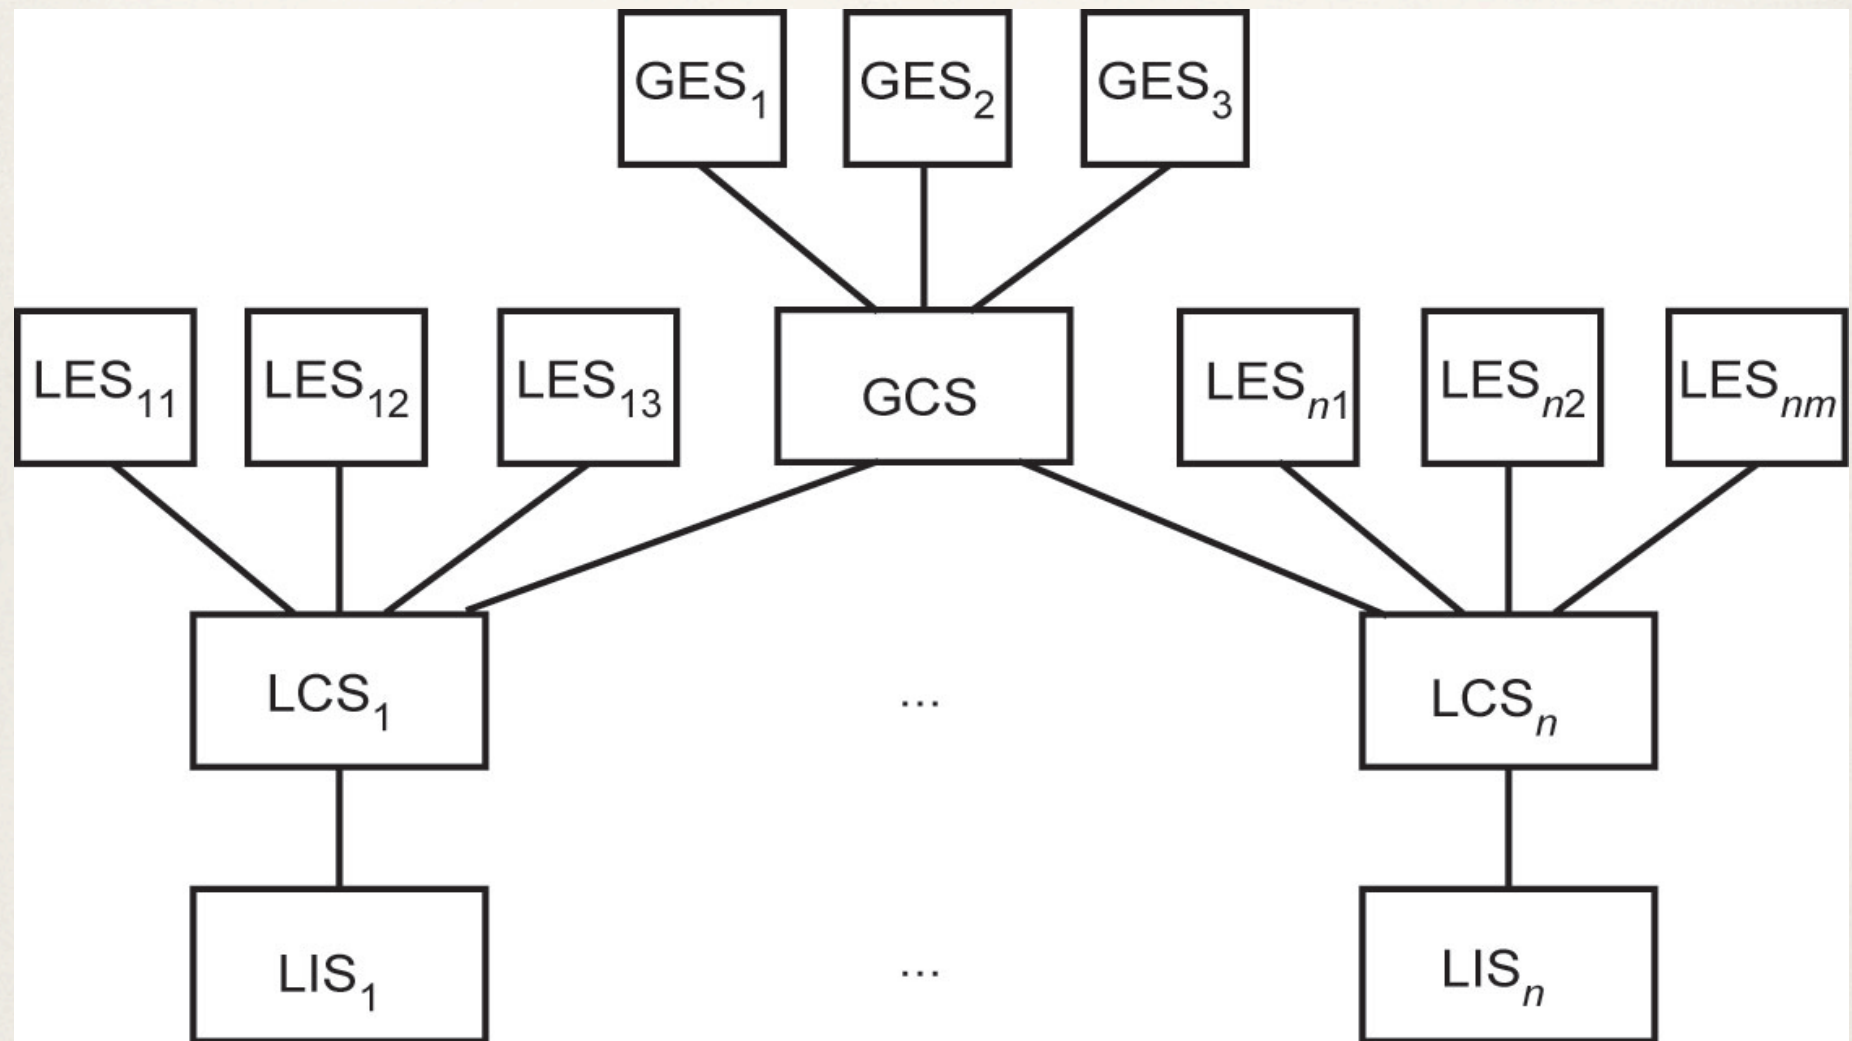 GES₁ GES₂ GES₃
LES₁₁ LES₁₂ LES₁₃ GCS LESₙ₁ LESₙ₂ LESₙₘ
LCS₁ ... LCSₙ
LIS₁ ... LISₙ